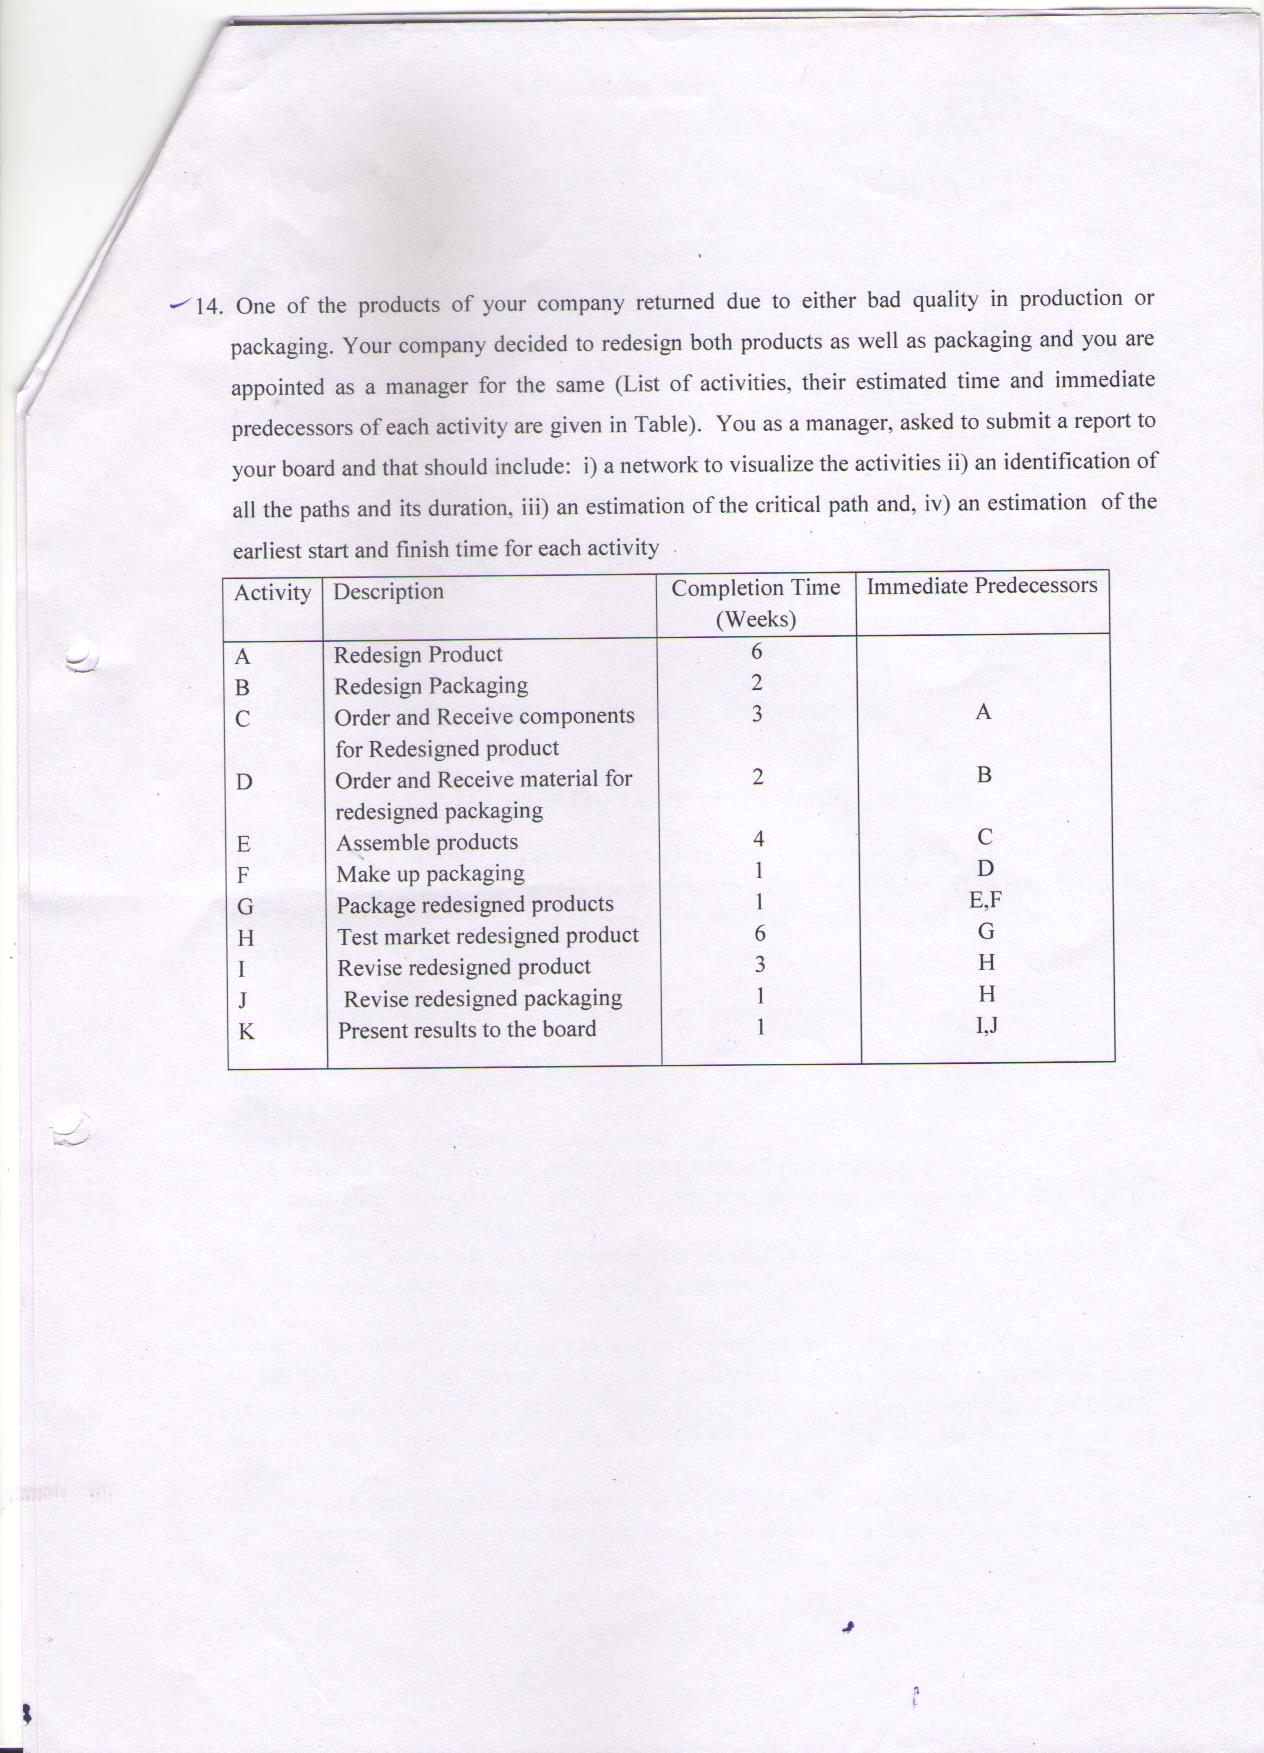 14. One of the products of your company returned due to either bad quality in production or
packaging. Your company decided to redesign both products as well as packaging and you are
appointed as a manager for the same (List of activities, their estimated time and immediate
predecessors of each activity are given in Table). You as a manager, asked to submit a report to
your board and that should include: i) a network to visualize the activities ii) an identification of
all the paths and its duration, iii) an estimation of the critical path and, iv) an estimation of the
earliest start and finish time for each activity
Activity Description Completion Time Immediate Predecessors
(Weeks)
A Redesign Product 6
B Redesign Packaging 2
C Order and Receive components 3 A
for Redesigned product
D Order and Receive material for 2 B
redesigned packaging
E Assemble products 4 C
F Make up packaging 1 D
G Package redesigned products 1 E,F
H Test market redesigned product 6 G
I Revise redesigned product 3 H
J Revise redesigned packaging 1 H
K Present results to the board 1 I,J